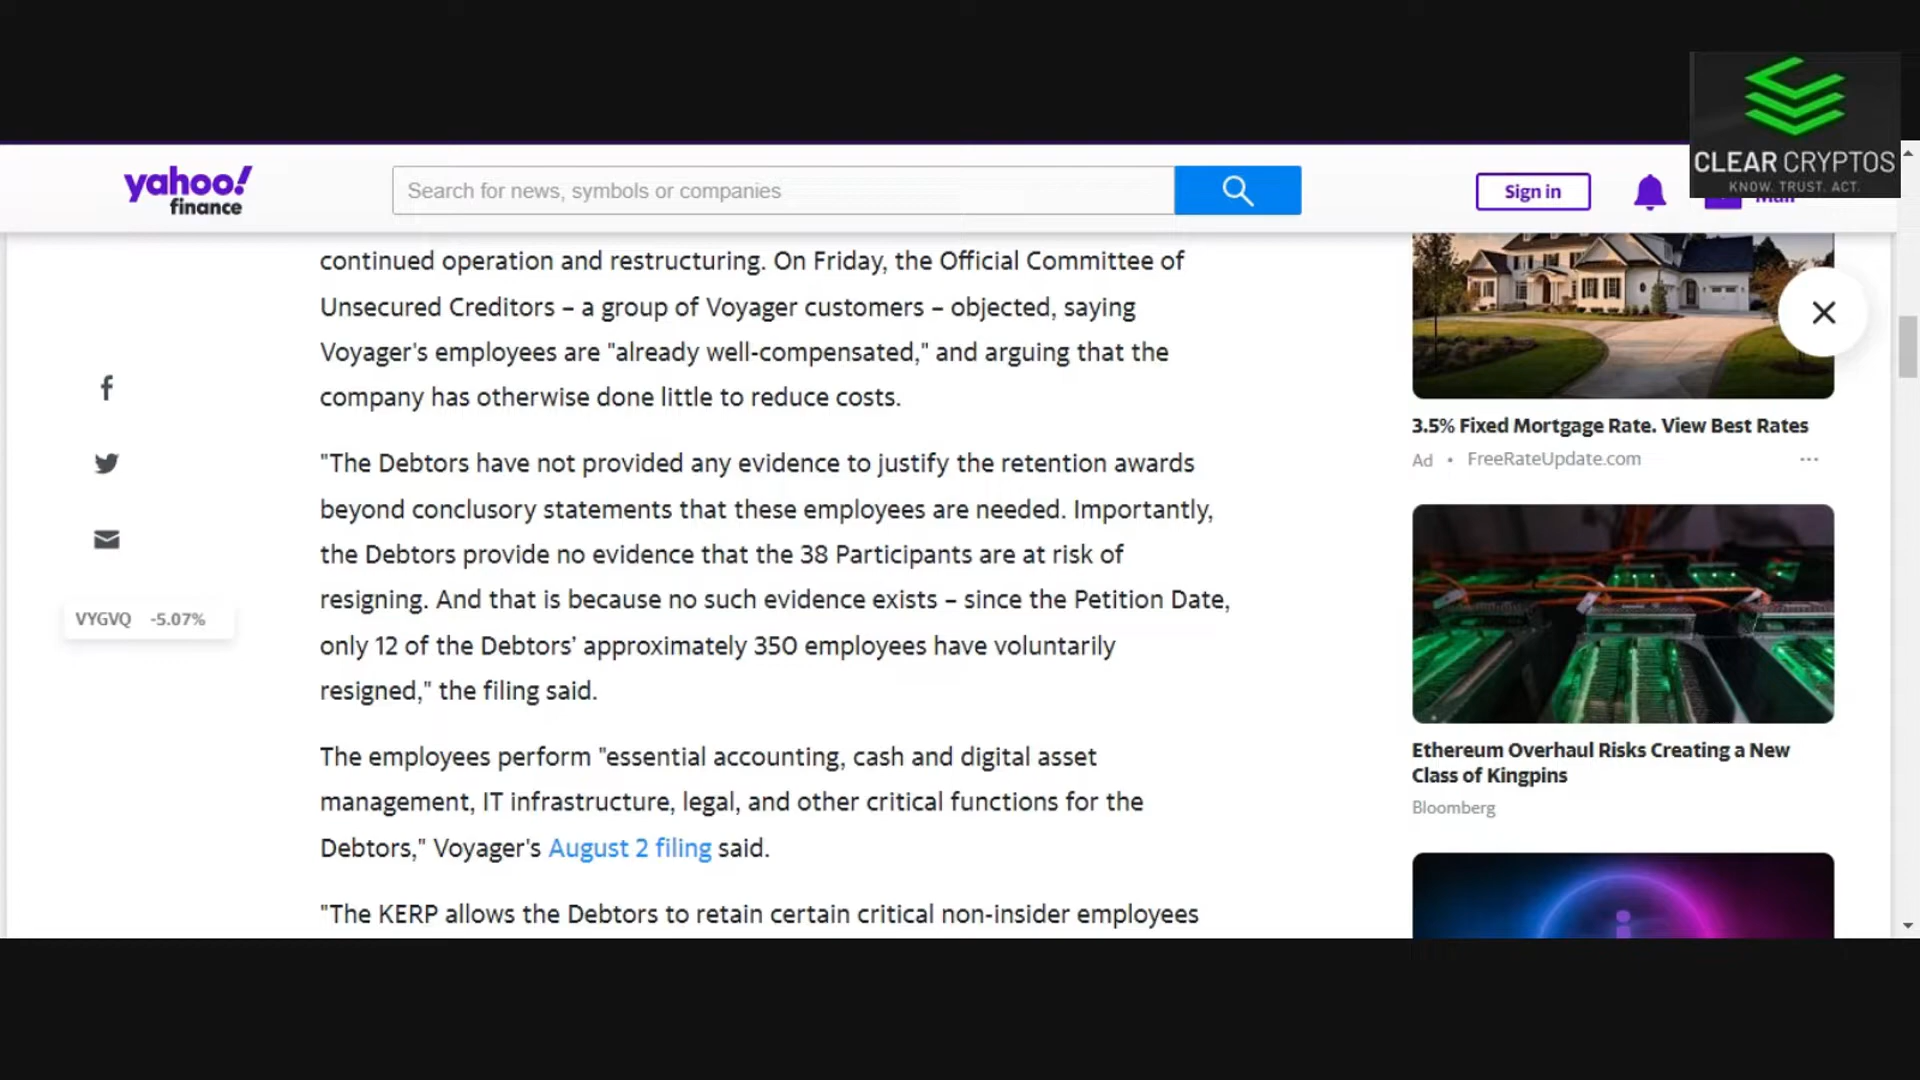 CLEAR CRYPTOS
KNOW. TRUST. ACT.
yahoo!
finance
Search for news, symbols or companies
Sign in
continued operation and restructuring. On Friday, the Official Committee of
Unsecured Creditors – a group of Voyager customers – objected, saying
Voyager's employees are "already well-compensated," and arguing that the
company has otherwise done little to reduce costs.
"The Debtors have not provided any evidence to justify the retention awards
beyond conclusory statements that these employees are needed. Importantly,
the Debtors provide no evidence that the 38 Participants are at risk of
resigning. And that is because no such evidence exists – since the Petition Date,
only 12 of the Debtors’ approximately 350 employees have voluntarily
resigned," the filing said.
The employees perform "essential accounting, cash and digital asset
management, IT infrastructure, legal, and other critical functions for the
Debtors," Voyager's August 2 filing said.
"The KERP allows the Debtors to retain certain critical non-insider employees
VYGVQ -5.07%
3.5% Fixed Mortgage Rate. View Best Rates
Ad • FreeRateUpdate.com
Ethereum Overhaul Risks Creating a New
Class of Kingpins
Bloomberg